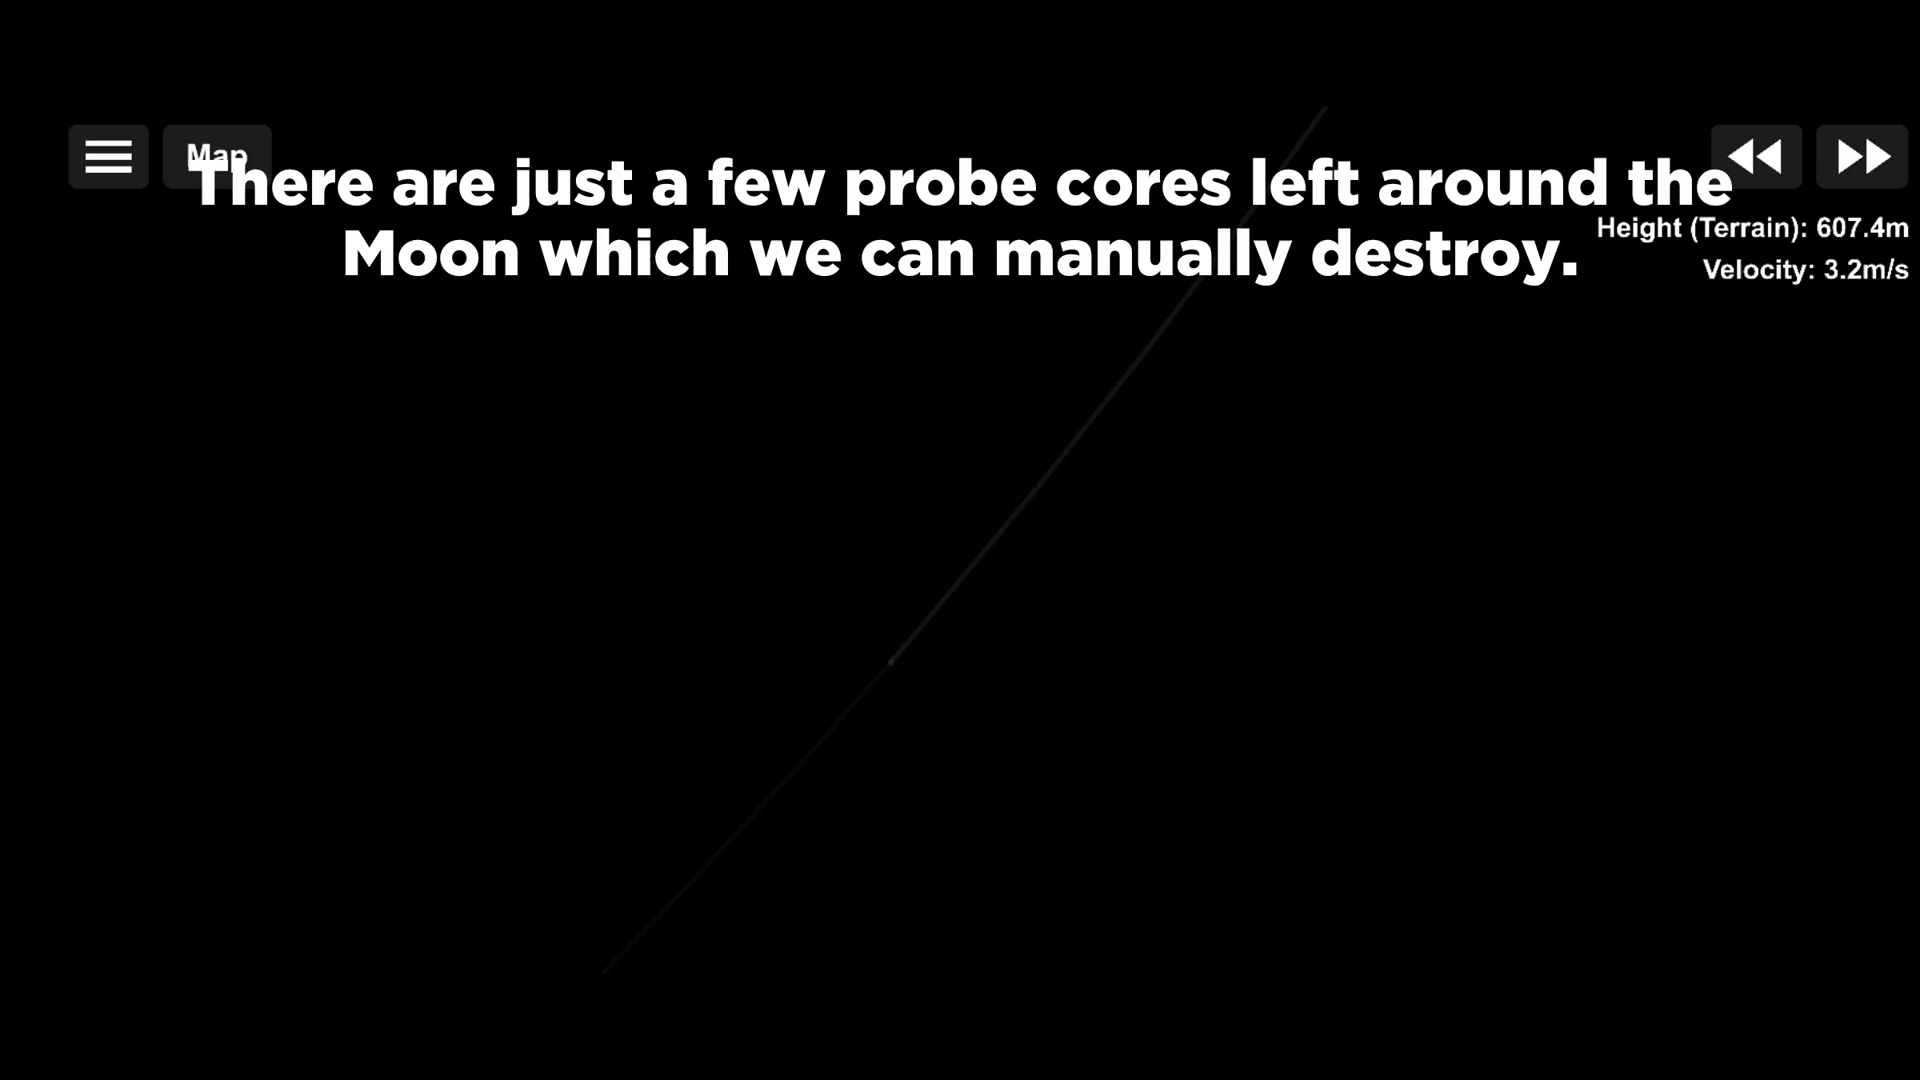 Map
There are just a few probe cores left around the
Moon which we can manually destroy.
Height (Terrain): 607.4m
Velocity: 3.2m/s